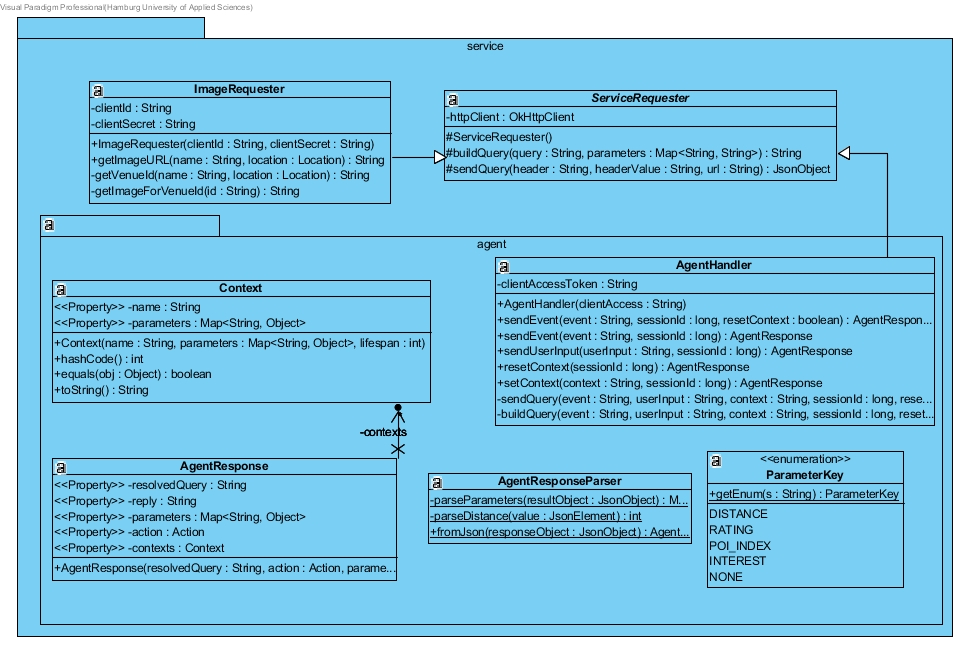 Visual Paradigm Professional(Hamburg University of Applied Sciences)
service
ImageRequester
-clientId : String
-clientSecret : String
+ImageRequester(clientId : String, clientSecret : String)
+getImageURL(name : String, location : Location) : String
-getVenueId(name : String, location : Location) : String
-getImageForVenueId(id : String) : String
ServiceRequester
-httpClient : OkHttpClient
#ServiceRequester()
#buildQuery(query : String, parameters : Map<String, String>) : String
#sendQuery(header : String, headerValue : String, url : String) : JsonObject
agent
Context
<<Property>> -name : String
<<Property>> -parameters : Map<String, Object>
+Context(name : String, parameters : Map<String, Object>, lifespan : int)
+hashCode() : int
+equals(obj : Object) : boolean
+toString() : String
AgentHandler
-clientAccessToken : String
+AgentHandler(clientAccess : String)
+sendEvent(event : String, sessionId : long, resetContext : boolean) : AgentRespon...
+sendEvent(event : String, sessionId : long) : AgentResponse
+sendUserInput(userInput : String, sessionId : long) : AgentResponse
+resetContext(sessionId : long) : AgentResponse
+setContext(context : String, sessionId : long) : AgentResponse
-sendQuery(event : String, userInput : String, context : String, sessionId : long, rese...
-buildQuery(event : String, userInput : String, context : String, sessionId : long, reset...
-contexts
AgentResponse
<<Property>> -resolvedQuery : String
<<Property>> -reply : String
<<Property>> -parameters : Map<String, Object>
<<Property>> -action : Action
<<Property>> -contexts : Context
+AgentResponse(resolvedQuery : String, action : Action, parame...
AgentResponseParser
-parseParameters(resultObject : JsonObject) : M...
-parseDistance(value : JsonElement) : int
+fromJson(responseObject : JsonObject) : Agent...
<<enumeration>>
ParameterKey
+getEnum(s : String) : ParameterKey
DISTANCE
RATING
POI_INDEX
INTEREST
NONE